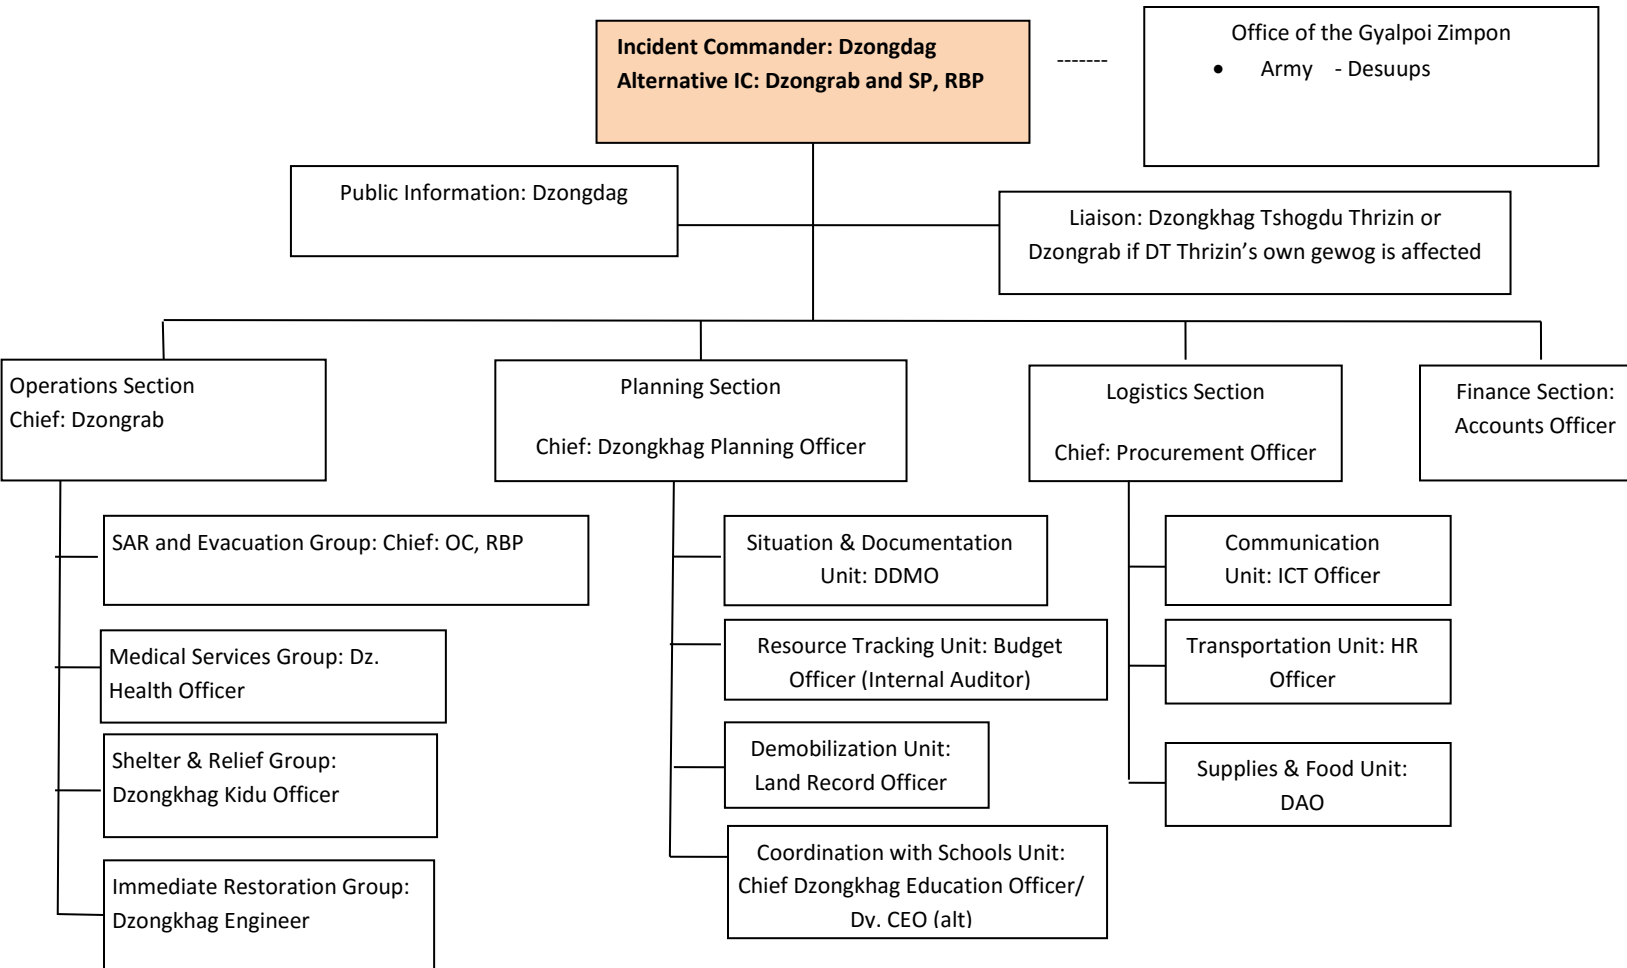 Incident Commander: Dzongdag
Alternative IC: Dzongrab and SP, RBP
-------
Office of the Gyalpoi Zimpon
• Army - Desuups
Public Information: Dzongdag
Liaison: Dzongkhag Tshogdu Thrizin or
Dzongrab if DT Thrizin’s own gewog is affected
Operations Section
Chief: Dzongrab
Planning Section
Chief: Dzongkhag Planning Officer
Logistics Section
Chief: Procurement Officer
Finance Section:
Accounts Officer
SAR and Evacuation Group: Chief: OC, RBP
Medical Services Group: Dz.
Health Officer
Shelter & Relief Group:
Dzongkhag Kidu Officer
Immediate Restoration Group:
Dzongkhag Engineer
Situation & Documentation
Unit: DDMO
Resource Tracking Unit: Budget
Officer (Internal Auditor)
Demobilization Unit:
Land Record Officer
Coordination with Schools Unit:
Chief Dzongkhag Education Officer/
Dy. CEO (alt)
Communication
Unit: ICT Officer
Transportation Unit: HR
Officer
Supplies & Food Unit:
DAO